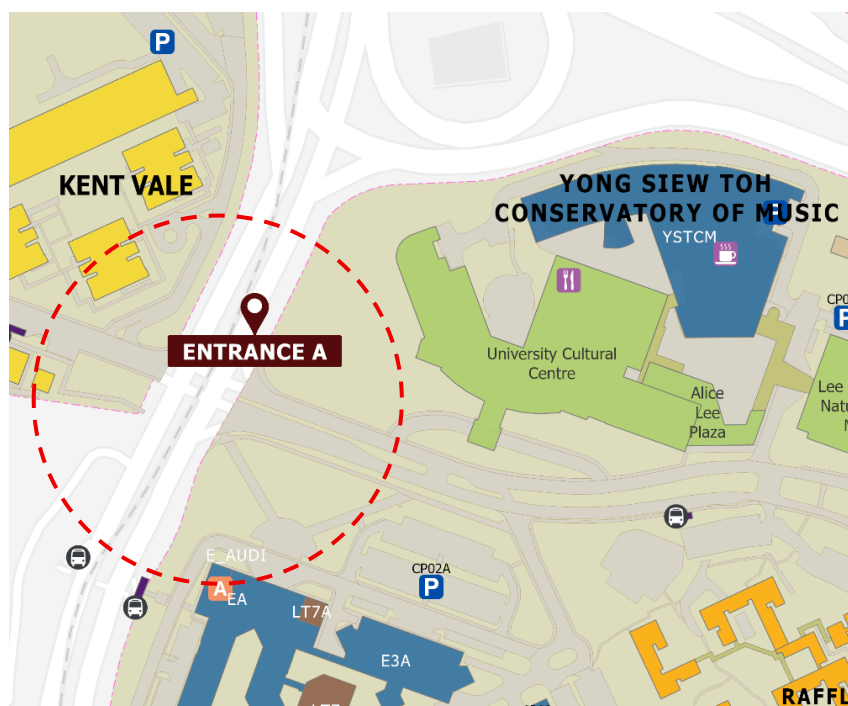 P
KENT VALE
YONG SIEW TOH
CONSERVATORY OF MUSIC
P
YSTCM
CP0
P
ENTRANCE A
University Cultural
Centre
Alice
Lee
Plaza
Lee
Natu
E_AUDI
A
EA
LT7A
CP02A
P
E3A
RAFFL